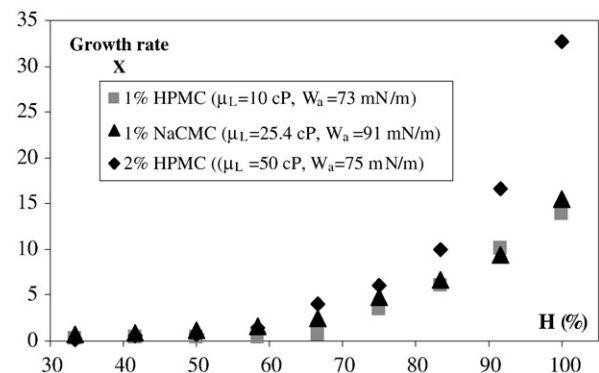 35
Growth rate
X
30
1% HPMC (μL=10 cP, Wa=73 mN/m)
25
1% NaCMC (μL=25.4 cP, Wa=91 mN/m)
20
2% HPMC ((μL =50 cP, Wa=75 mN/m)
15
10
5
H (%)
0
30 40 50 60 70 80 90 100